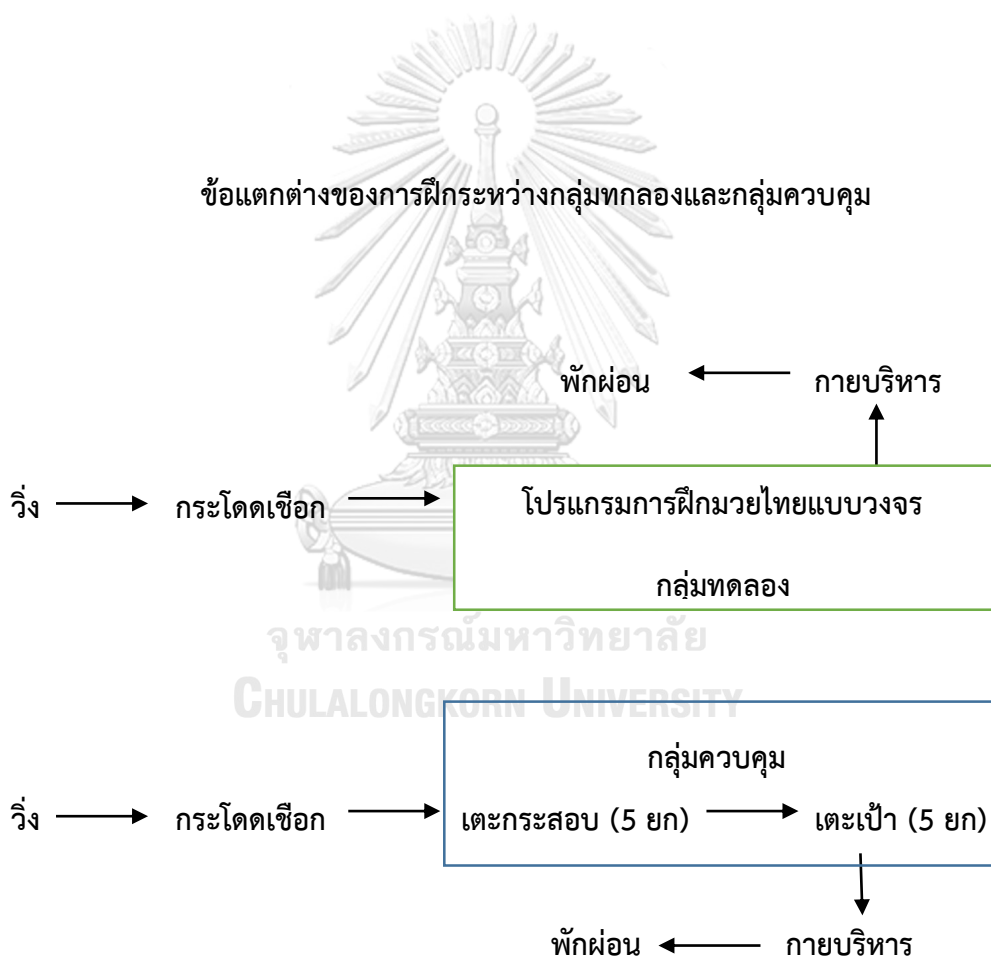 ข้อแตกต่างของการฝึกระหว่างกลุ่มทกลองและกลุ่มควบคุม
พักผ่อน กายบริหาร
วิ่ง กระโดดเชือก โปรแกรมการฝึกมวยไทยแบบวงจร
กลุ่มทดลอง
จุฬาลงกรณ์มหาวิทยาลัย
CHULALONGKORN UNIVERSITY
กลุ่มควบคุม
วิ่ง กระโดดเชือก เตะกระสอบ (5 ยก) เตะเป้า (5 ยก)
พักผ่อน กายบริหาร